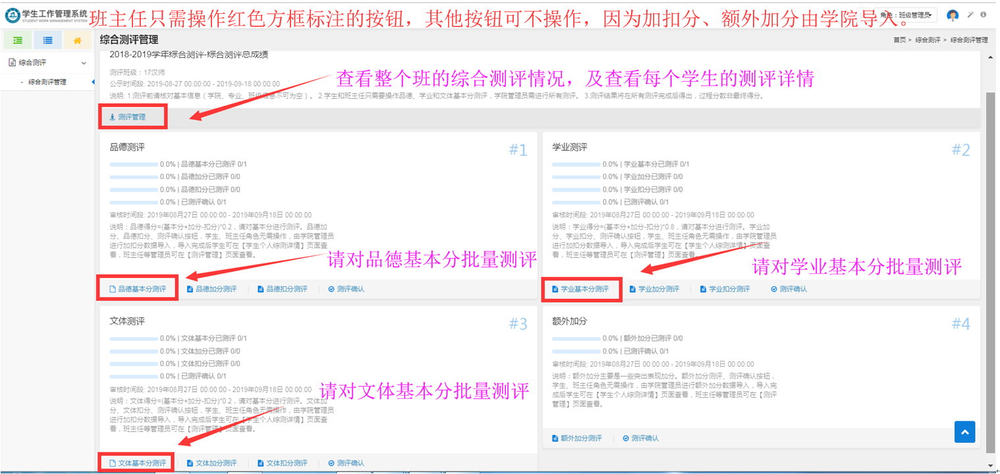 学生工作管理系统
STUDENT WORK MANAGEMENT SYSTEM
班主任只需操作红色方框标注的按钮，其他按钮可不操作，因为加扣分、额外加分由学院导入。
角色：班级管理员
综合测评
- 综合测评管理
综合测评管理
首页 > 综合测评 > 综合测评管理
2018-2019学年综合测评-综合测评总成绩
测评班级：17汉师
公示时间段: 2019-08-27 00:00:00 - 2019-09-18 00:00:00
说明: 1.测评前请核对基本信息（学院、专业、班级信息不可为空）。 2.学生和班主任只需要操作品德、学业和文体基本分测评，学院管理员需进行所有测评。 3.测评结果将在所有测评完成后得出，过程分数非最终得分。
查看整个班的综合测评情况，及查看每个学生的测评详情
测评管理
品德测评
#1
0.0% | 品德基本分已测评 0/1
0.0% | 品德加分已测评 0/0
0.0% | 品德扣分已测评 0/0
0.0% | 已测评确认 0/1
审核时间段: 2019年08月27日 00:00:00 - 2019年09月18日 00:00:00
说明：品德得分=(基本分+加分-扣分)*0.2，请对基本分进行测评。品德加
分、品德扣分、测评确认按钮，学生、班主任角色无需操作，由学院管理员
进行加扣分数据导入，导入完成后学生可在【学生个人综测详情】页面查
看，班主任等管理员可在【测评管理】页面查看。
请对品德基本分批量测评
品德基本分测评 品德加分测评 品德扣分测评 测评确认
学业测评
#2
0.0% | 学业基本分已测评 0/1
0.0% | 学业加分已测评 0/0
0.0% | 学业扣分已测评 0/0
0.0% | 已测评确认 0/1
审核时间段: 2019年08月27日 00:00:00 - 2019年09月18日 00:00:00
说明：学业得分=(基本分+加分-扣分)*0.8，请对基本分进行测评。学业加
分、学业扣分、测评确认按钮，学生、班主任角色无需操作，由学院管理员
进行加扣分数据导入，导入完成后学生可在【学生个人综测详情】页面查
看，班主任等管理员可在【测评管理】页面查看。
请对学业基本分批量测评
学业基本分测评 学业加分测评 学业扣分测评 测评确认
文体测评
#3
0.0% | 文体基本分已测评 0/1
0.0% | 文体加分已测评 0/0
0.0% | 文体扣分已测评 0/0
0.0% | 已测评确认 0/1
审核时间段: 2019年08月27日 00:00:00 - 2019年09月18日 00:00:00
说明：文体得分=(基本分+加分-扣分)*0.2，请对基本分进行测评。文体加
分、文体扣分、测评确认按钮，学生、班主任角色无需操作，由学院管理员
进行加扣分数据导入，导入完成后学生可在【学生个人综测详情】页面查
看，班主任等管理员可在【测评管理】页面查看。
请对文体基本分批量测评
文体基本分测评 文体加分测评 文体扣分测评 测评确认
额外加分
#4
0.0% | 额外加分已测评 0/0
0.0% | 已测评确认 0/1
审核时间段: 2019年08月27日 00:00:00 - 2019年09月18日 00:00:00
说明：额外加分主要是一些突出表现加分。额外加分测评、测评确认按钮，
学生、班主任角色无需操作，由学院管理员进行额外加分数据导入，导入完
成后学生可在【学生个人综测详情】页面查看，班主任等管理员可在【测评
管理】页面查看。
额外加分测评 测评确认